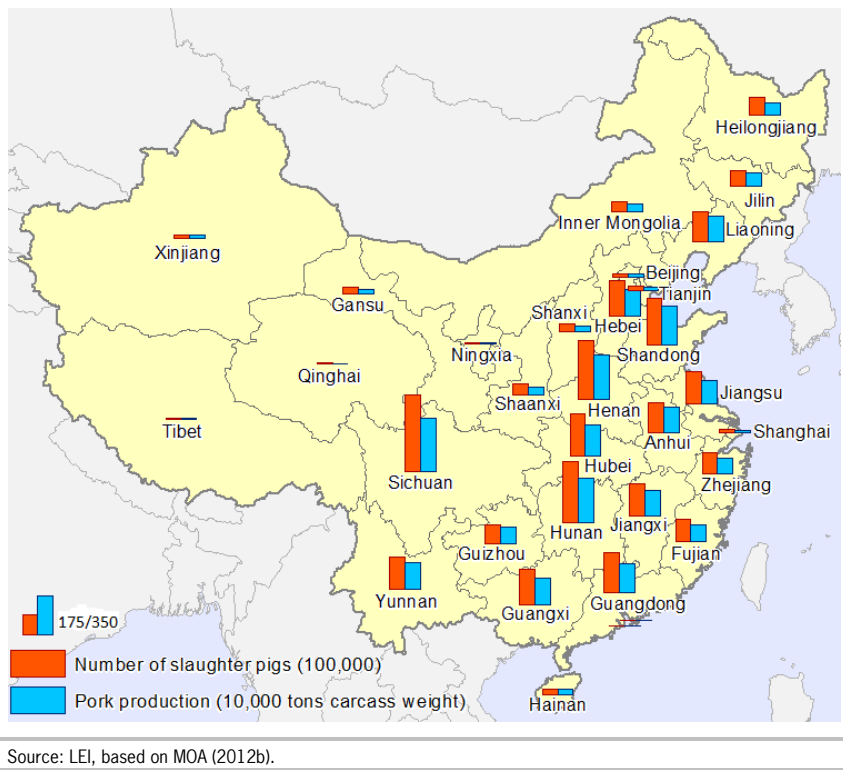 Heilongjiang
Jilin
Inner Mongolia
Liaoning
Xinjiang
Beijing
Tianjin
Gansu
Shanxi
Hebei
Ningxia
Shandong
Qinghai
Shaanxi
Henan
Jiangsu
Tibet
Anhui
Shanghai
Hubei
Sichuan
Zhejiang
Jiangxi
Hunan
Guizhou
Fujian
Yunnan
Guangxi
Guangdong
175/350
Number of slaughter pigs (100,000)
Pork production (10,000 tons carcass weight)
Hainan
Source: LEI, based on MOA (2012b).